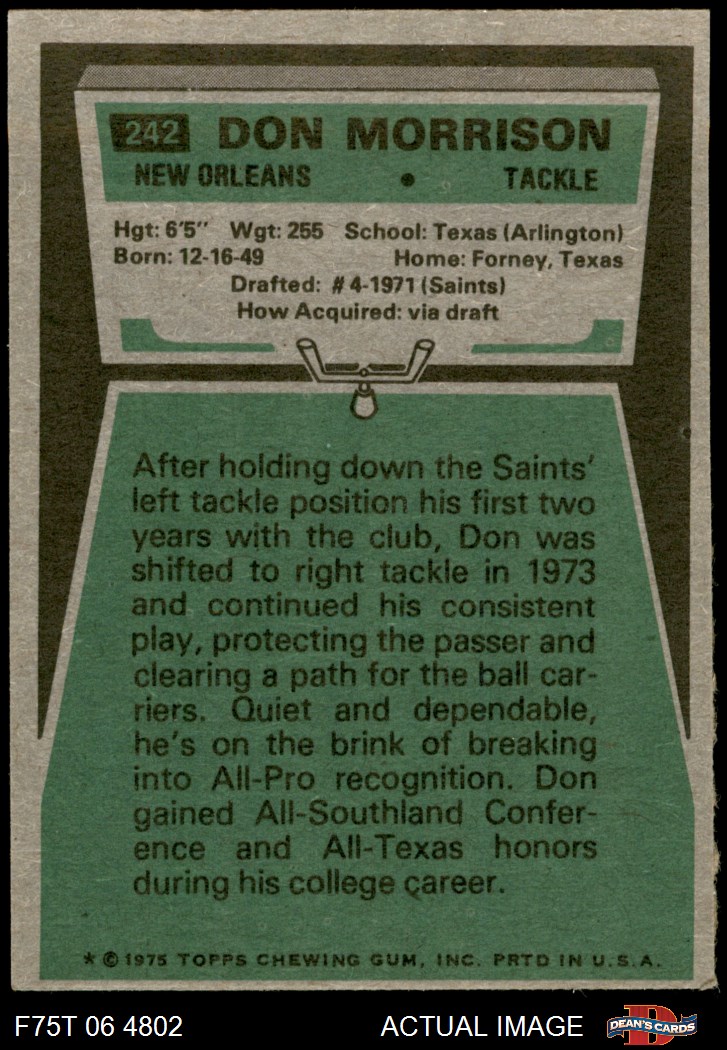 242 DON MORRISON
NEW ORLEANS • TACKLE
Hgt: 6'5" Wgt: 255 School: Texas (Arlington)
Born: 12-16-49 Home: Forney, Texas
Drafted: #4-1971 (Saints)
How Acquired: via draft
After holding down the Saints'
left tackle position his first two
years with the club, Don was
shifted to right tackle in 1973
and continued his consistent
play, protecting the passer and
clearing a path for the ball car-
riers. Quiet and dependable,
he's on the brink of breaking
into All-Pro recognition. Don
gained All-Southland Confer-
ence and All-Texas honors
during his college career.
* © 1975 TOPPS CHEWING GUM, INC. PRTD IN U.S.A.
F75T 06 4802 ACTUAL IMAGE D DEAN'S CARDS